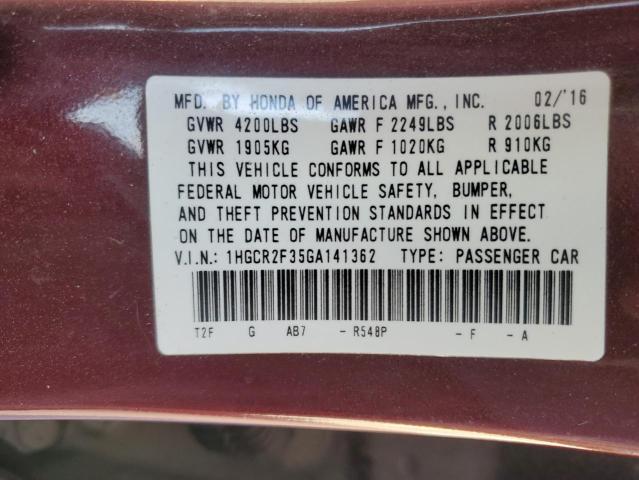 MFD. BY HONDA OF AMERICA MFG., INC. 02/'16
GVWR 4200LBS GAWR F 2249LBS R 2006LBS
GVWR 1905KG GAWR F 1020KG R 910KG
THIS VEHICLE CONFORMS TO ALL APPLICABLE
FEDERAL MOTOR VEHICLE SAFETY, BUMPER,
AND THEFT PREVENTION STANDARDS IN EFFECT
ON THE DATE OF MANUFACTURE SHOWN ABOVE.
V.I.N.: 1HGCR2F35GA141362 TYPE: PASSENGER CAR
T2F G AB7 - R548P - F - A